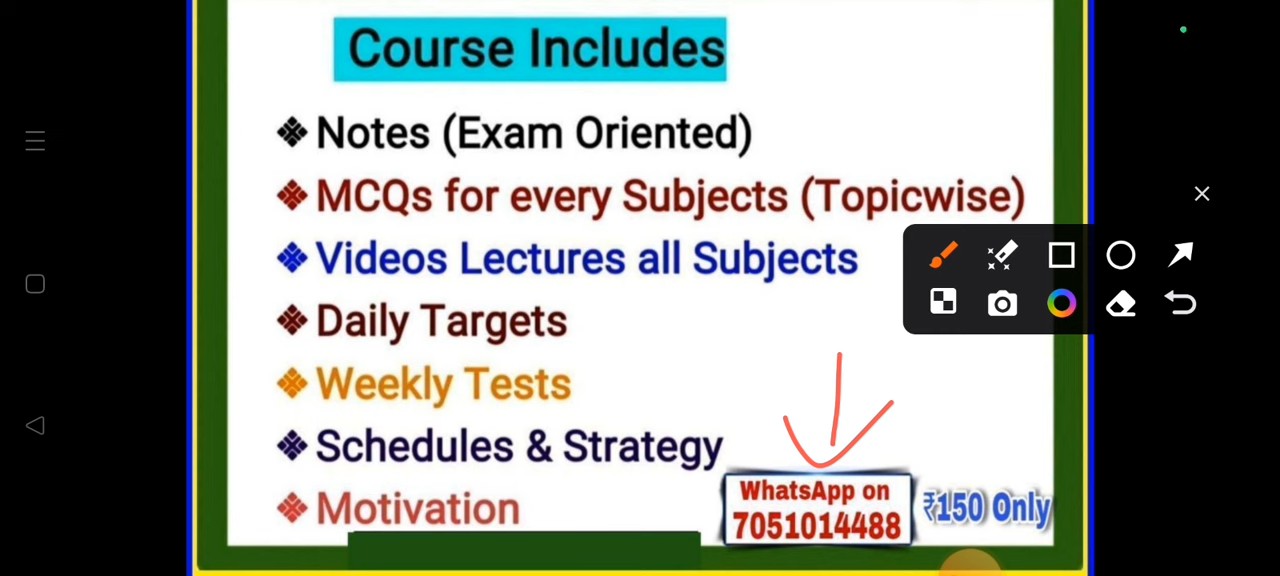 Course Includes
❖ Notes (Exam Oriented)
❖ MCQs for every Subjects (Topicwise)
❖ Videos Lectures all Subjects
❖ Daily Targets
❖ Weekly Tests
❖ Schedules & Strategy
❖ Motivation
WhatsApp on
7051014488
₹150 Only